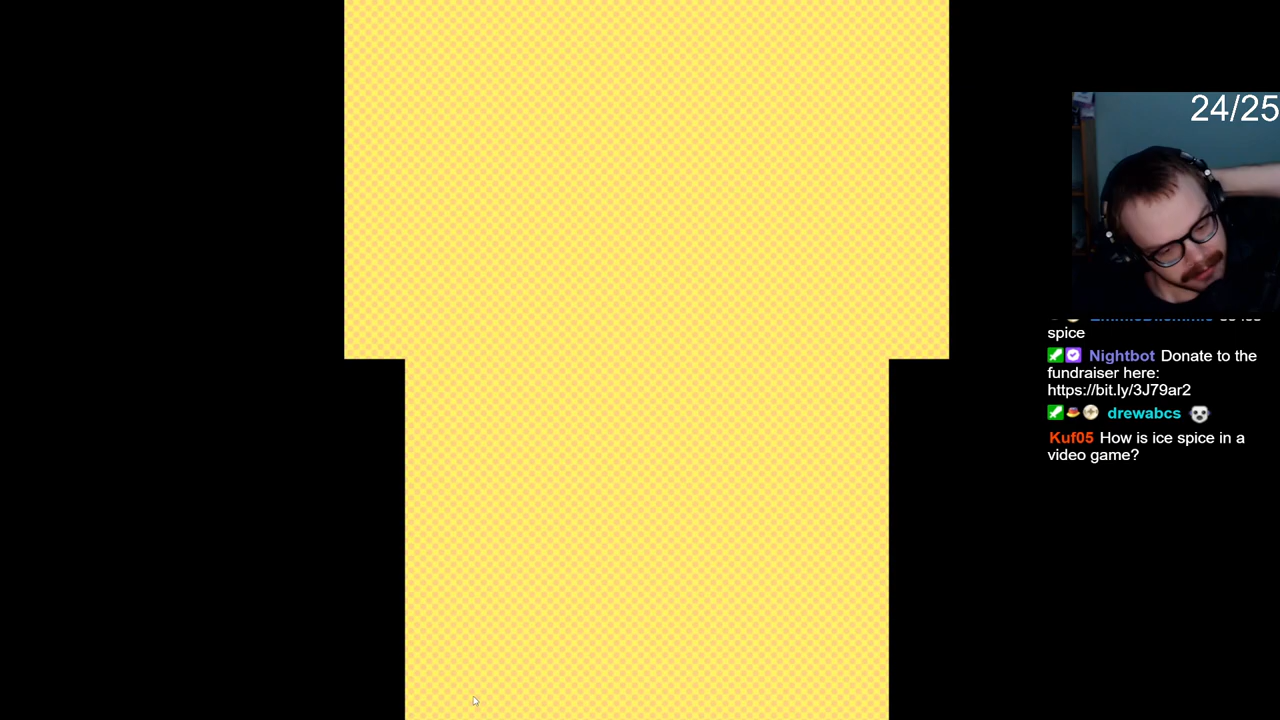 24/25
spice
Nightbot Donate to the
fundraiser here:
https://bit.ly/3J79ar2
drewabcs
Kuf05 How is ice spice in a
video game?